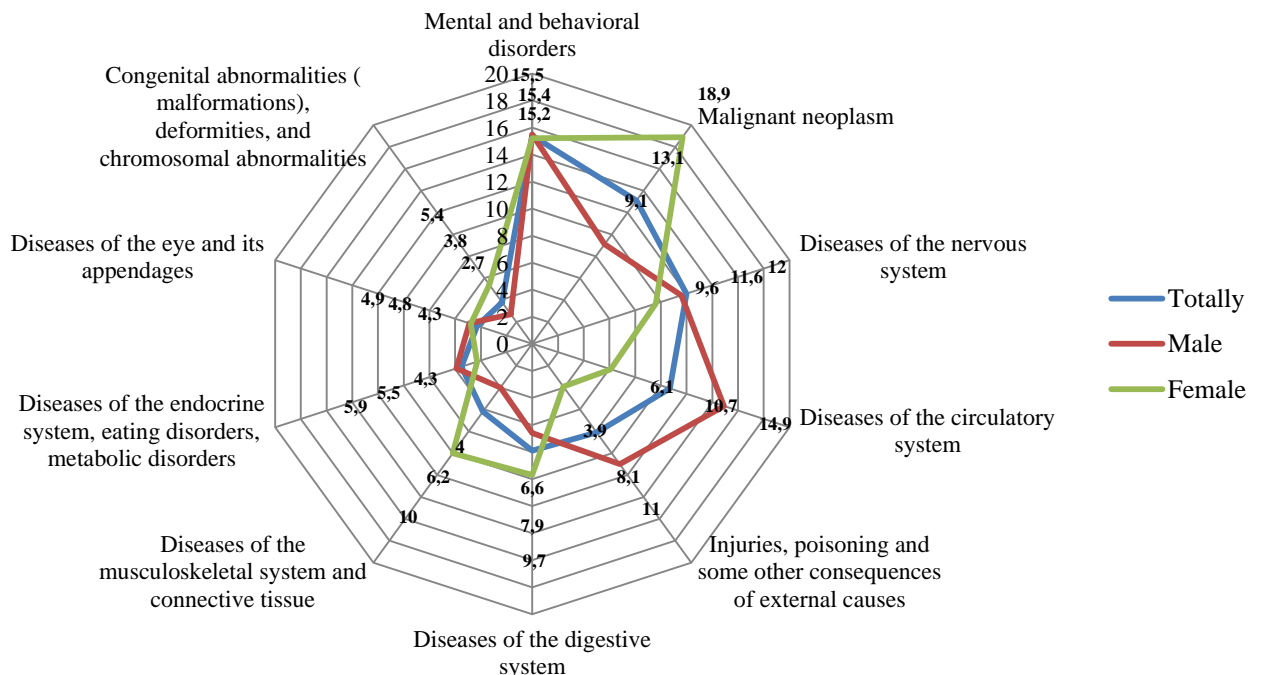 Mental and behavioral
disorders
20
18
16
14
12
10
8
6
4
2
0
15,5
15,4
15,2
18,9
Malignant neoplasm
13,1
9,1
Diseases of the nervous
system
12
11,6
9,6
Diseases of the circulatory
system
6,1
10,7
14,9
Injuries, poisoning and
some other consequences
of external causes
3,9
8,1
11
Diseases of the digestive
system
6,6
7,9
9,7
Diseases of the
musculoskeletal system and
connective tissue
4
6,2
10
Diseases of the endocrine
system, eating disorders,
metabolic disorders
5,9
5,5
4,3
Diseases of the eye and its
appendages
4,9
4,8
4,3
Congenital abnormalities (
malformations),
deformities, and
chromosomal abnormalities
5,4
3,8
2,7
Totally
Male
Female